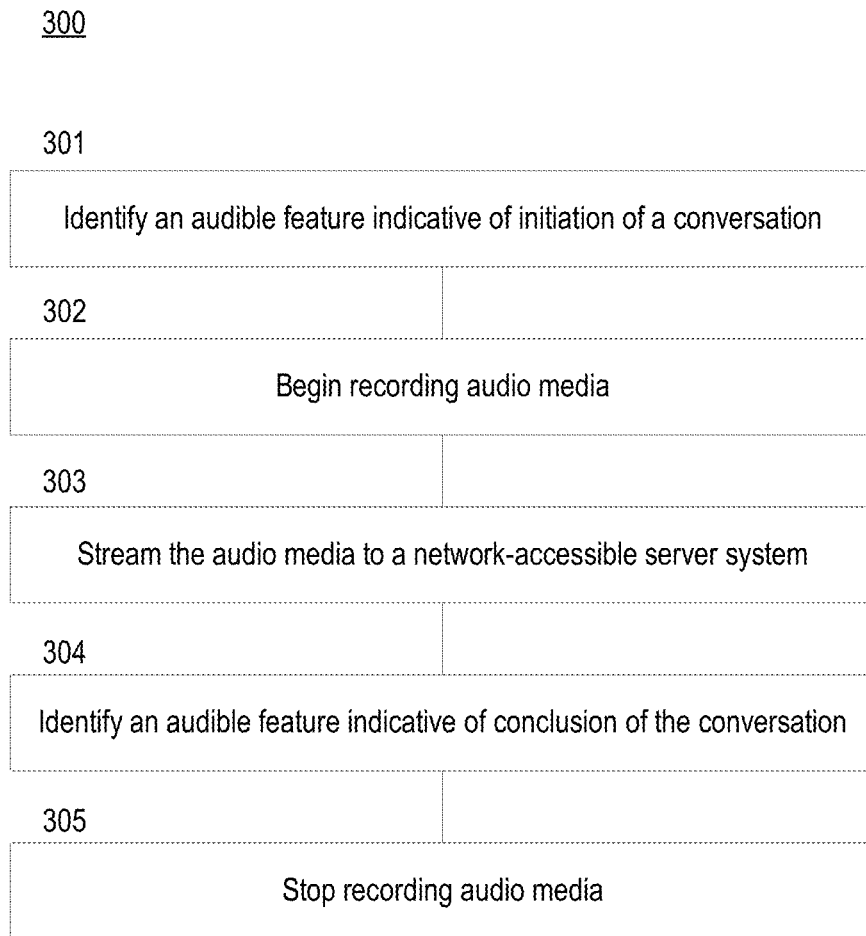 300
301
Identify an audible feature indicative of initiation of a conversation
302
Begin recording audio media
303
Stream the audio media to a network-accessible server system
304
Identify an audible feature indicative of conclusion of the conversation
305
Stop recording audio media